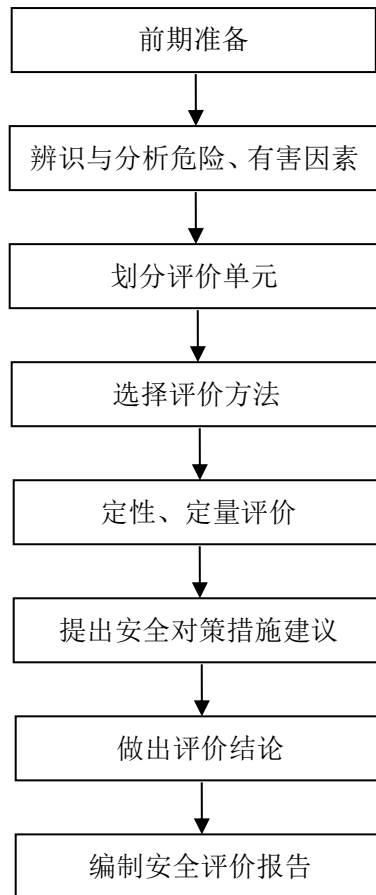 前期准备
辨识与分析危险、有害因素
划分评价单元
选择评价方法
定性、定量评价
提出安全对策措施建议
做出评价结论
编制安全评价报告